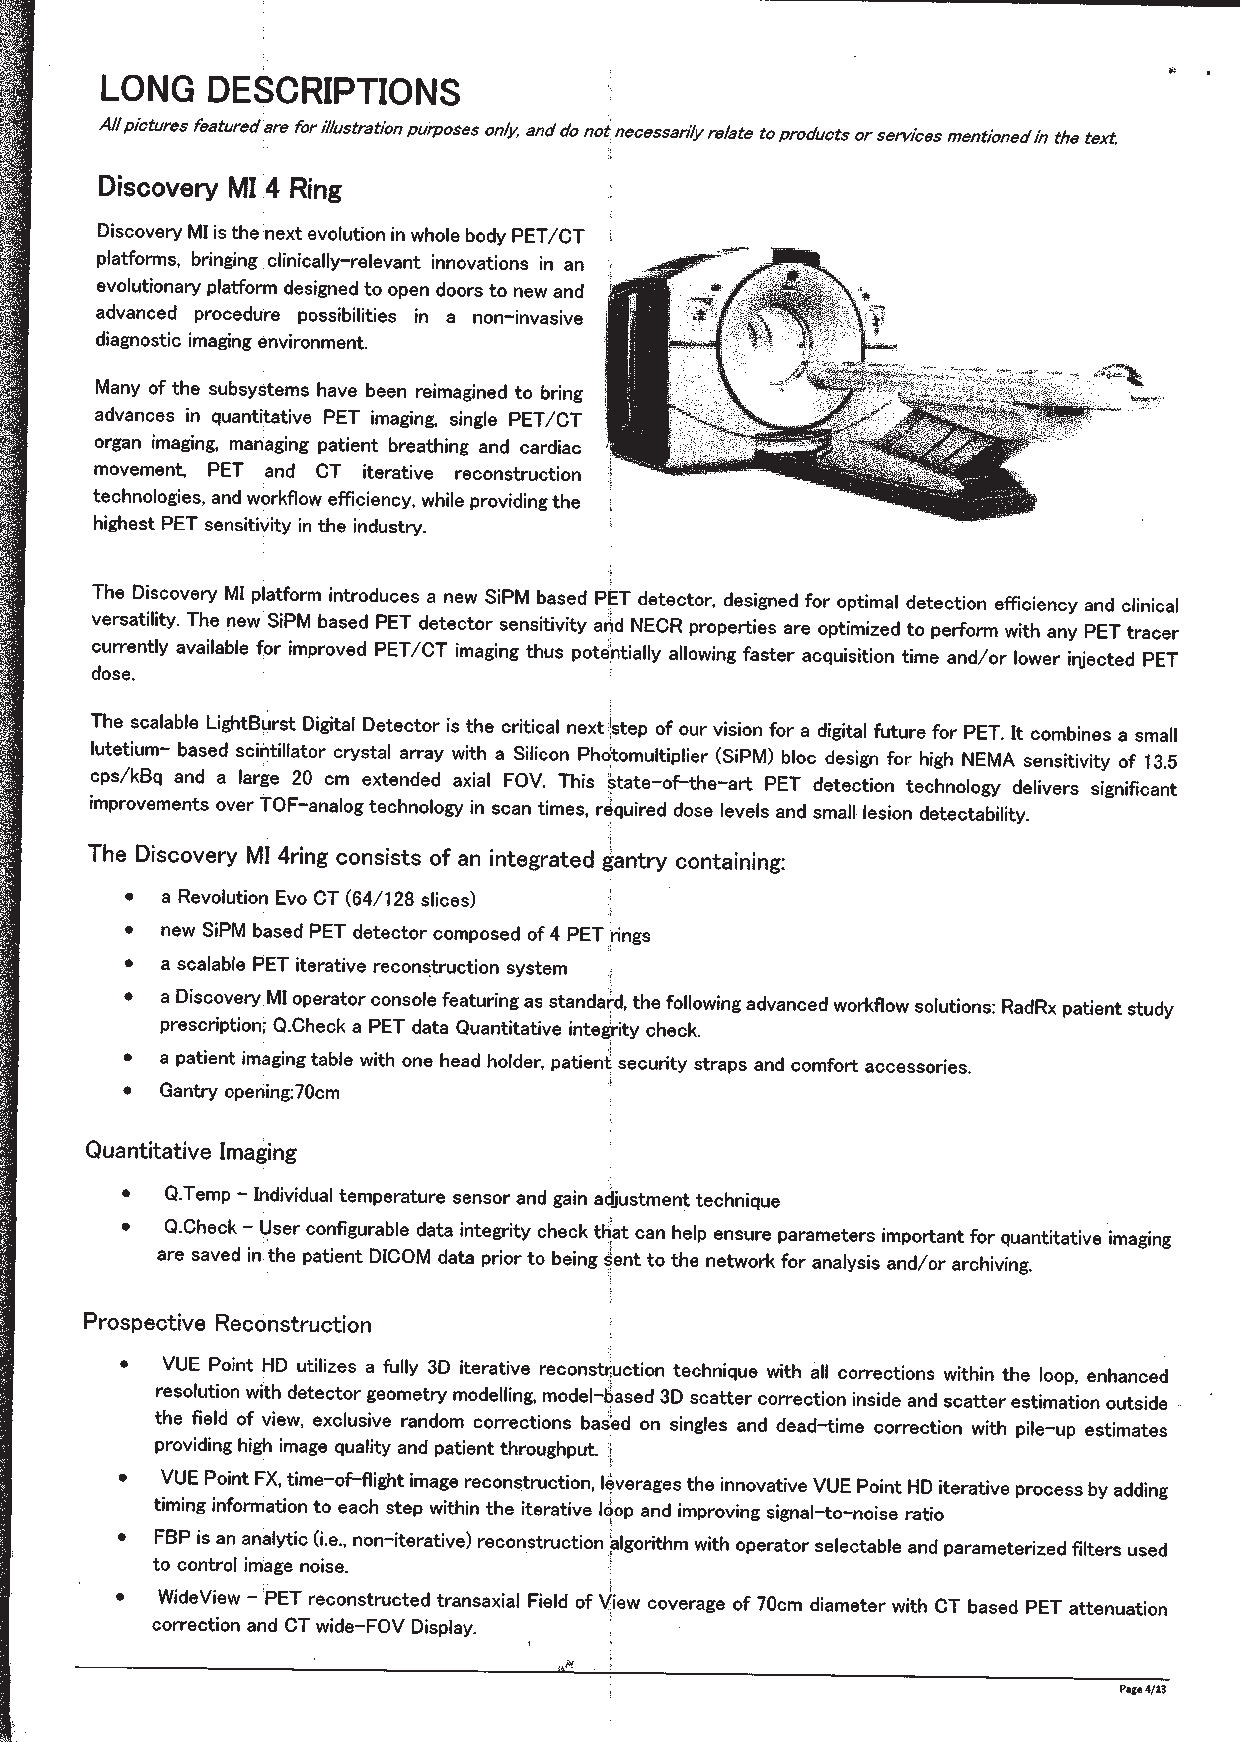 LONG DESCRIPTIONS
All pictures featured are for illustration purposes only, and do not necessarily relate to products or services mentioned in the text.
Discovery MI 4 Ring
Discovery MI is the next evolution in whole body PET/CT
platforms, bringing clinically-relevant innovations in an
evolutionary platform designed to open doors to new and
advanced procedure possibilities in a non-invasive
diagnostic imaging environment.
Many of the subsystems have been reimagined to bring
advances in quantitative PET imaging, single PET/CT
organ imaging, managing patient breathing and cardiac
movement, PET and CT iterative reconstruction
technologies, and workflow efficiency, while providing the
highest PET sensitivity in the industry.
The Discovery MI platform introduces a new SiPM based PET detector, designed for optimal detection efficiency and clinical
versatility. The new SiPM based PET detector sensitivity and NECR properties are optimized to perform with any PET tracer
currently available for improved PET/CT imaging thus potentially allowing faster acquisition time and/or lower injected PET
dose.
The scalable LightBurst Digital Detector is the critical next step of our vision for a digital future for PET. It combines a small
lutetium- based scintillator crystal array with a Silicon Photomultiplier (SiPM) bloc design for high NEMA sensitivity of 13.5
cps/kBq and a large 20 cm extended axial FOV. This state-of-the-art PET detection technology delivers significant
improvements over TOF-analog technology in scan times, required dose levels and small lesion detectability.
The Discovery MI 4ring consists of an integrated gantry containing:
• a Revolution Evo CT (64/128 slices)
• new SiPM based PET detector composed of 4 PET rings
• a scalable PET iterative reconstruction system
• a Discovery MI operator console featuring as standard, the following advanced workflow solutions: RadRx patient study
prescription; Q.Check a PET data Quantitative integrity check.
• a patient imaging table with one head holder, patient security straps and comfort accessories.
• Gantry opening:70cm
Quantitative Imaging
• Q.Temp - Individual temperature sensor and gain adjustment technique
• Q.Check - User configurable data integrity check that can help ensure parameters important for quantitative imaging
are saved in the patient DICOM data prior to being sent to the network for analysis and/or archiving.
Prospective Reconstruction
• VUE Point HD utilizes a fully 3D iterative reconstruction technique with all corrections within the loop, enhanced
resolution with detector geometry modelling, model-based 3D scatter correction inside and scatter estimation outside
the field of view, exclusive random corrections based on singles and dead-time correction with pile-up estimates
providing high image quality and patient throughput.
• VUE Point FX, time-of-flight image reconstruction, leverages the innovative VUE Point HD iterative process by adding
timing information to each step within the iterative loop and improving signal-to-noise ratio
• FBP is an analytic (i.e., non-iterative) reconstruction algorithm with operator selectable and parameterized filters used
to control image noise.
• WideView - PET reconstructed transaxial Field of View coverage of 70cm diameter with CT based PET attenuation
correction and CT wide-FOV Display.
Page 4/13